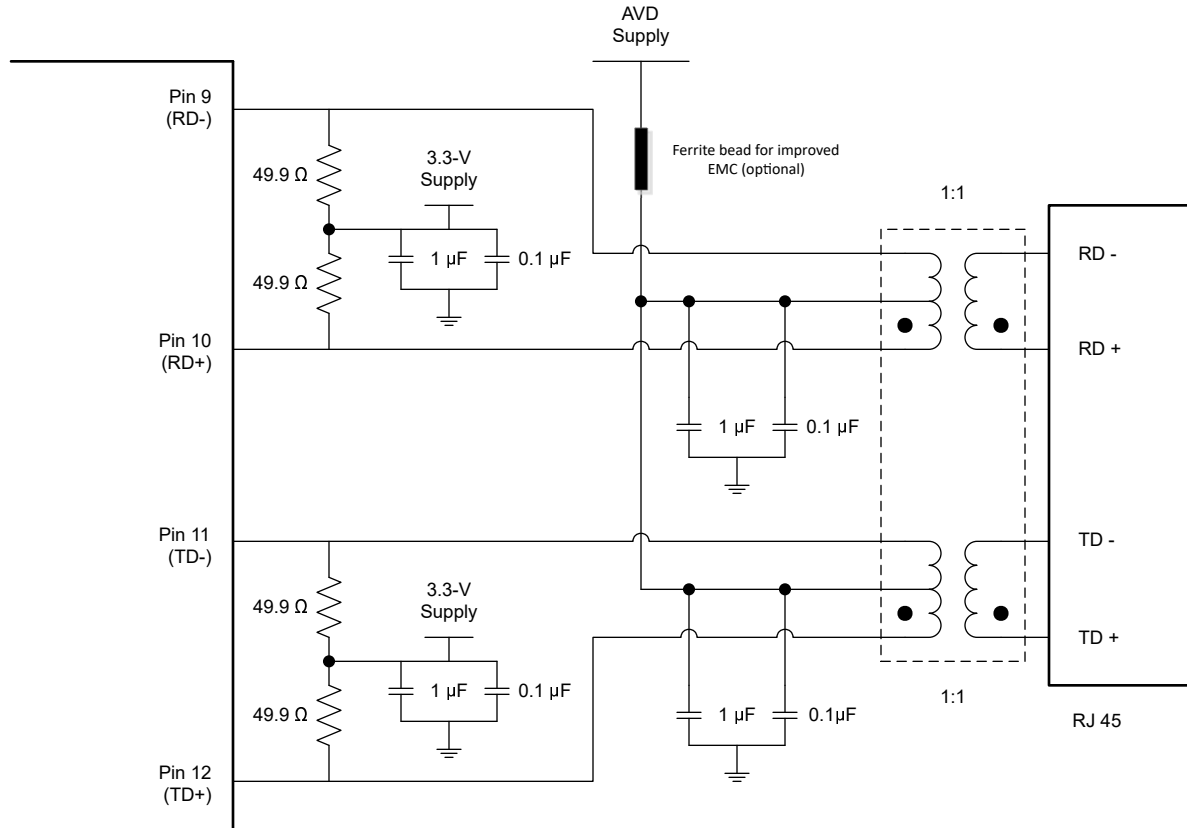 AVD
Supply
Pin 9
(RD-)
Ferrite bead for improved
EMC (optional)
49.9 Ω
3.3-V
Supply
1:1
1 µF
0.1 µF
49.9 Ω
RD -
Pin 10
(RD+)
RD +
1 µF
0.1 µF
Pin 11
(TD-)
TD -
49.9 Ω
3.3-V
Supply
TD +
1 µF
0.1 µF
49.9 Ω
1 µF
0.1µF
1:1
RJ 45
Pin 12
(TD+)